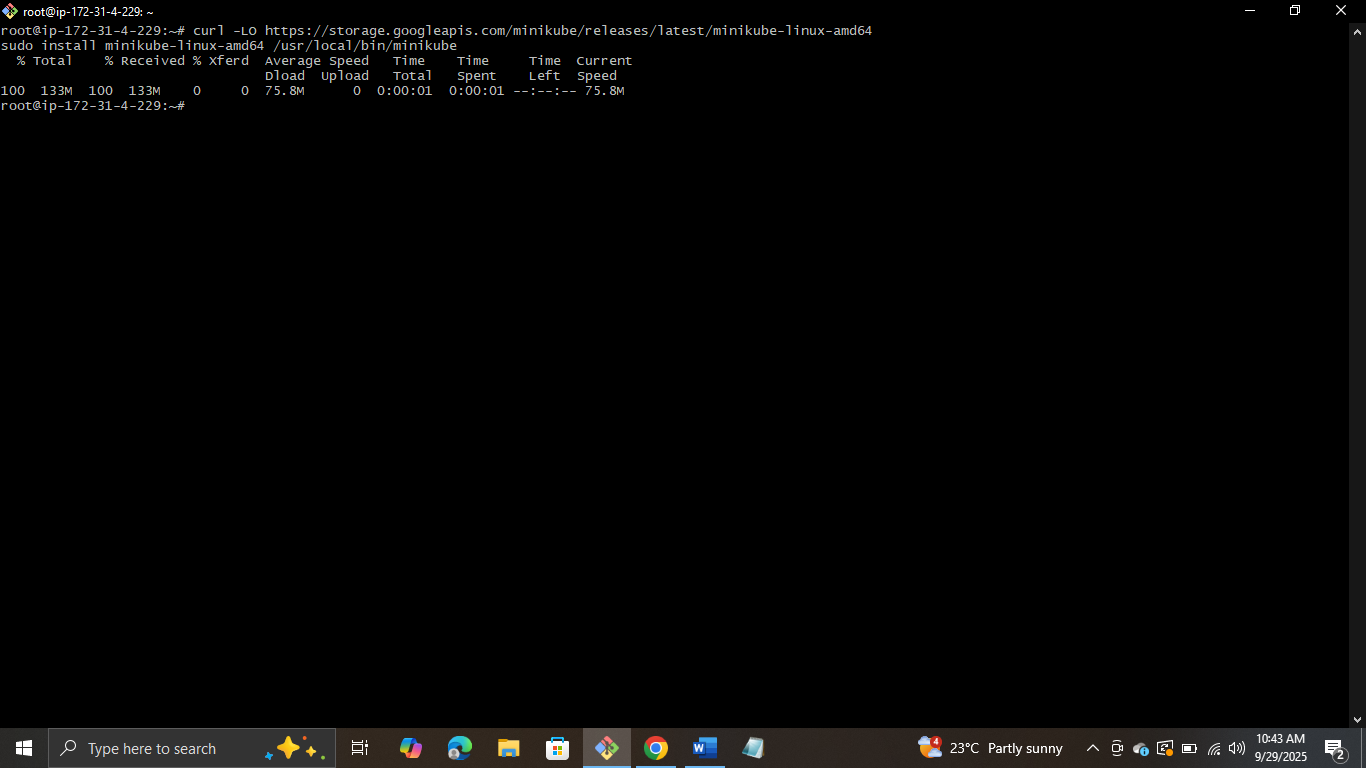 root@ip-172-31-4-229: ~
root@ip-172-31-4-229:~# curl -LO https://storage.googleapis.com/minikube/releases/latest/minikube-linux-amd64
sudo install minikube-linux-amd64 /usr/local/bin/minikube
  % Total    % Received % Xferd  Average Speed   Time    Time     Time  Current
                                 Dload  Upload   Total   Spent    Left  Speed
100  133M  100  133M    0     0  75.8M      0  0:00:01  0:00:01 --:--:-- 75.8M
root@ip-172-31-4-229:~#
Type here to search
4
23°C Partly sunny
10:43 AM
9/29/2025
2